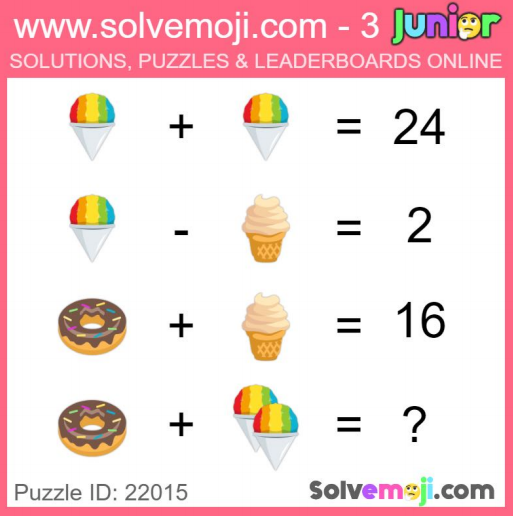 www.solvemoji.com - 3 Junior
SOLUTIONS, PUZZLES & LEADERBOARDS ONLINE
+ = 24
- = 2
+ = 16
+ = ?
Puzzle ID: 22015 Solvemoji.com